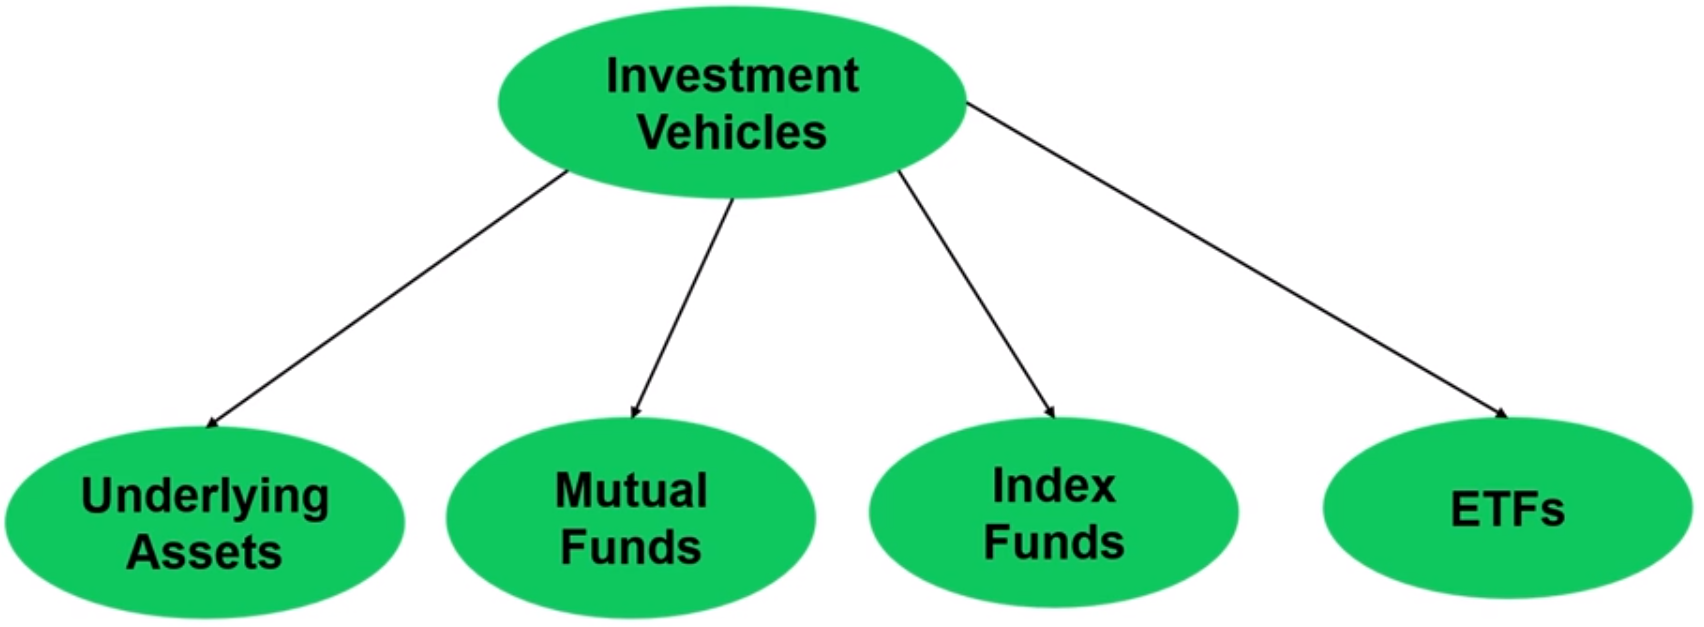 Investment
Vehicles
Underlying
Assets
Mutual
Funds
Index
Funds
ETFs